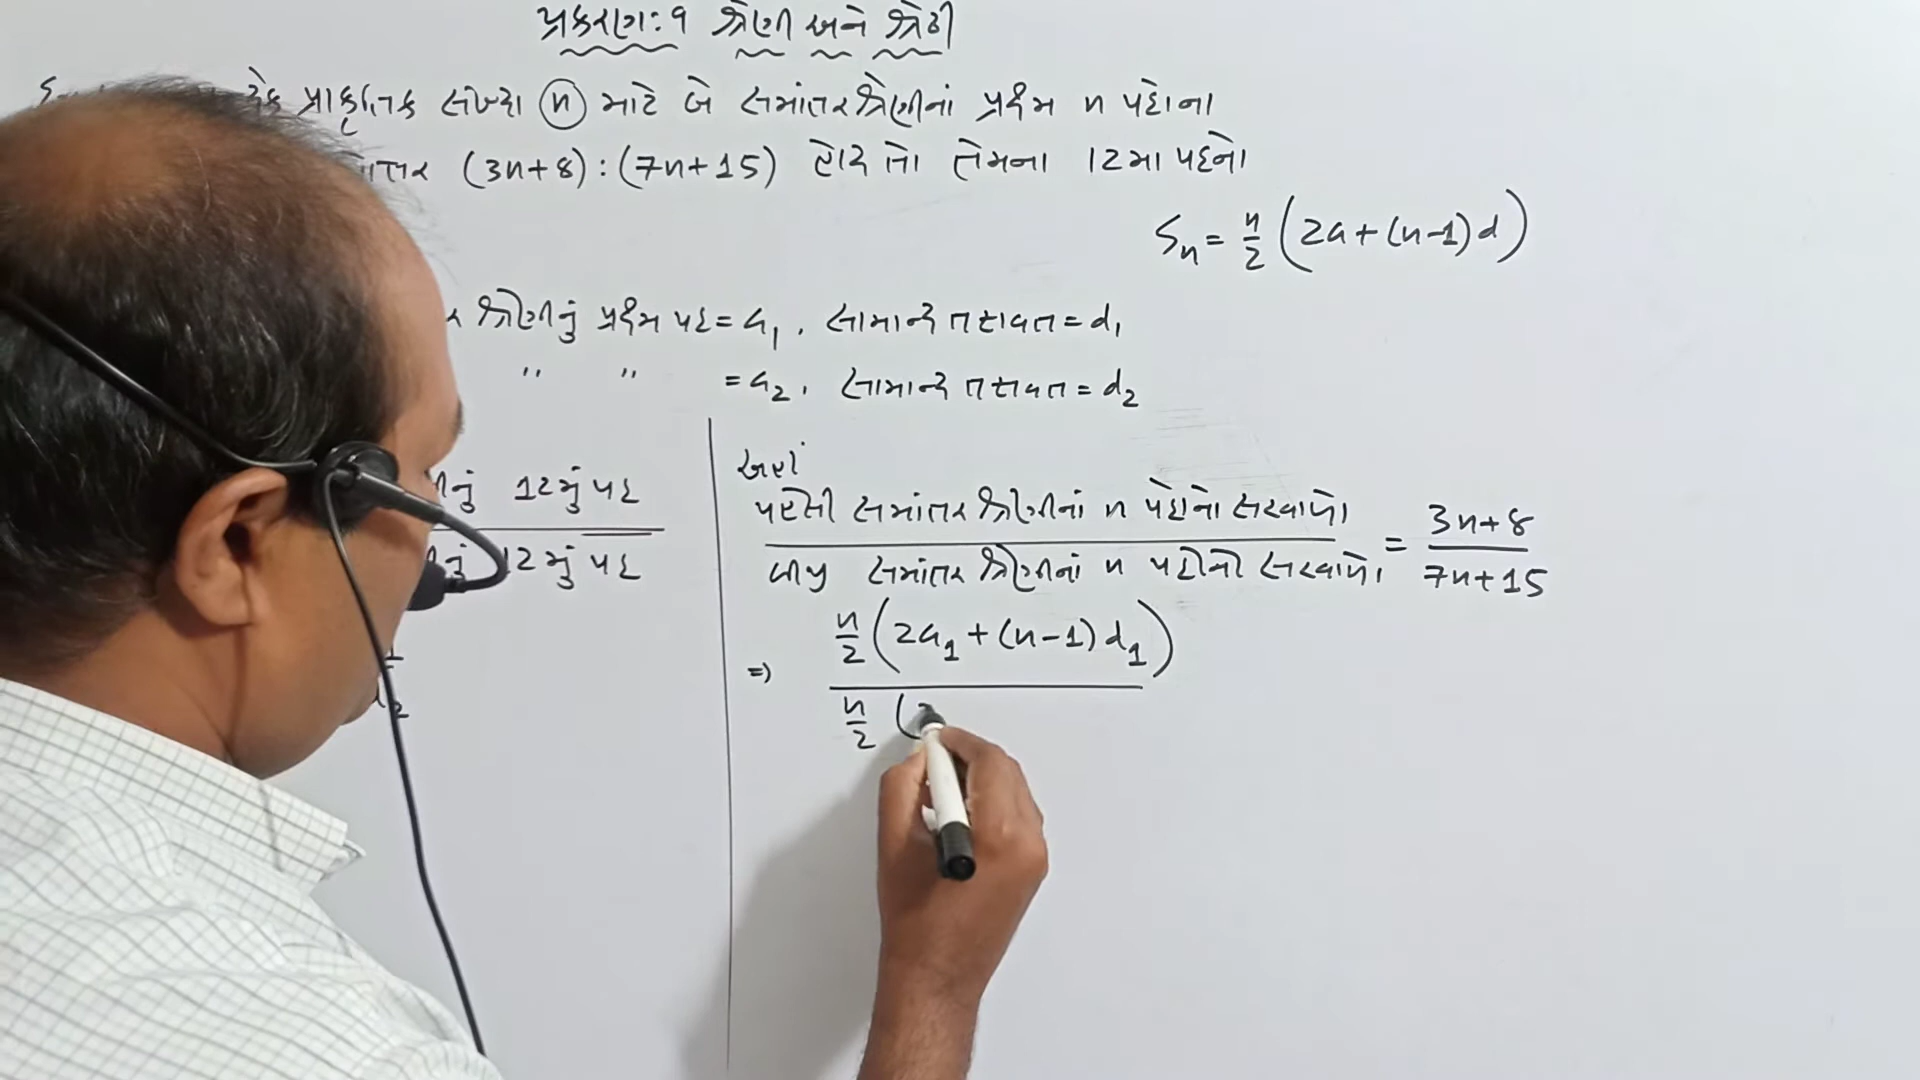 પ્રકરણ: ૧ શ્રેણી અને શ્રેઢી
પ્રાકૃતિક સંખ્યા n માટે બે સમાંતર શ્રેણીનાં પ્રથમ n પદોના
(3n+8) : (7n+15) હોય તો તેમના 12મા પદનો
Sn = n/2 (2a + (n-1)d)
શ્રેણીનું પ્રથમ પદ = a1, સામાન્ય તફાવત = d1
" " = a2, સામાન્ય તફાવત = d2
12મું પદ
12મું પદ
અહીં
પહેલી સમાંતર શ્રેણીનાં n પદોનો સરવાળો / બીજી સમાંતર શ્રેણીનાં n પદોનો સરવાળો = 3n+8 / 7n+15
⇒ n/2 (2a1 + (n-1) d1) / n/2 (